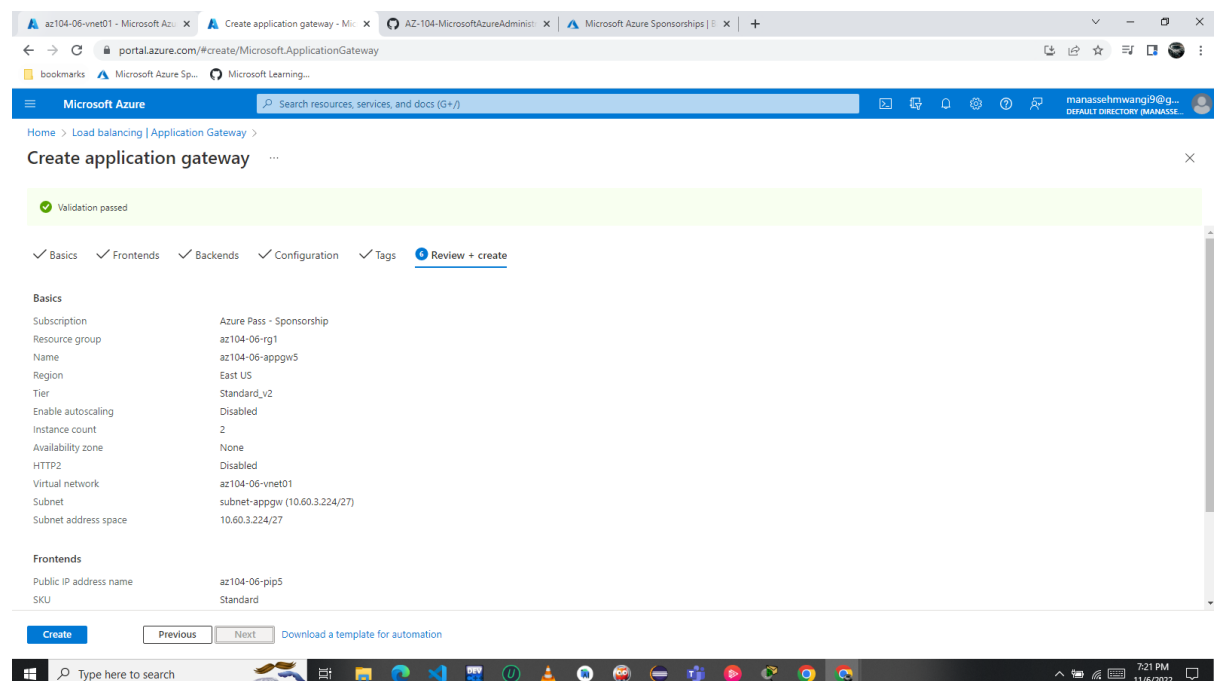 az104-06-vnet01 - Microsoft Azu
Create application gateway - Mic
AZ-104-MicrosoftAzureAdminist
Microsoft Azure Sponsorships | B
portal.azure.com/#create/Microsoft.ApplicationGateway
bookmarks
Microsoft Azure Sp...
Microsoft Learning...
Microsoft Azure
Search resources, services, and docs (G+/)
manassehmwangi9@g...
DEFAULT DIRECTORY (MANASSE...
Home > Load balancing | Application Gateway >
Create application gateway ...
Validation passed
Basics
Frontends
Backends
Configuration
Tags
6 Review + create
Basics
Subscription Azure Pass - Sponsorship
Resource group az104-06-rg1
Name az104-06-appgw5
Region East US
Tier Standard_v2
Enable autoscaling Disabled
Instance count 2
Availability zone None
HTTP2 Disabled
Virtual network az104-06-vnet01
Subnet subnet-appgw (10.60.3.224/27)
Subnet address space 10.60.3.224/27
Frontends
Public IP address name az104-06-pip5
SKU Standard
Create
Previous
Next
Download a template for automation
Type here to search
DEV
7:21 PM
11/6/2022